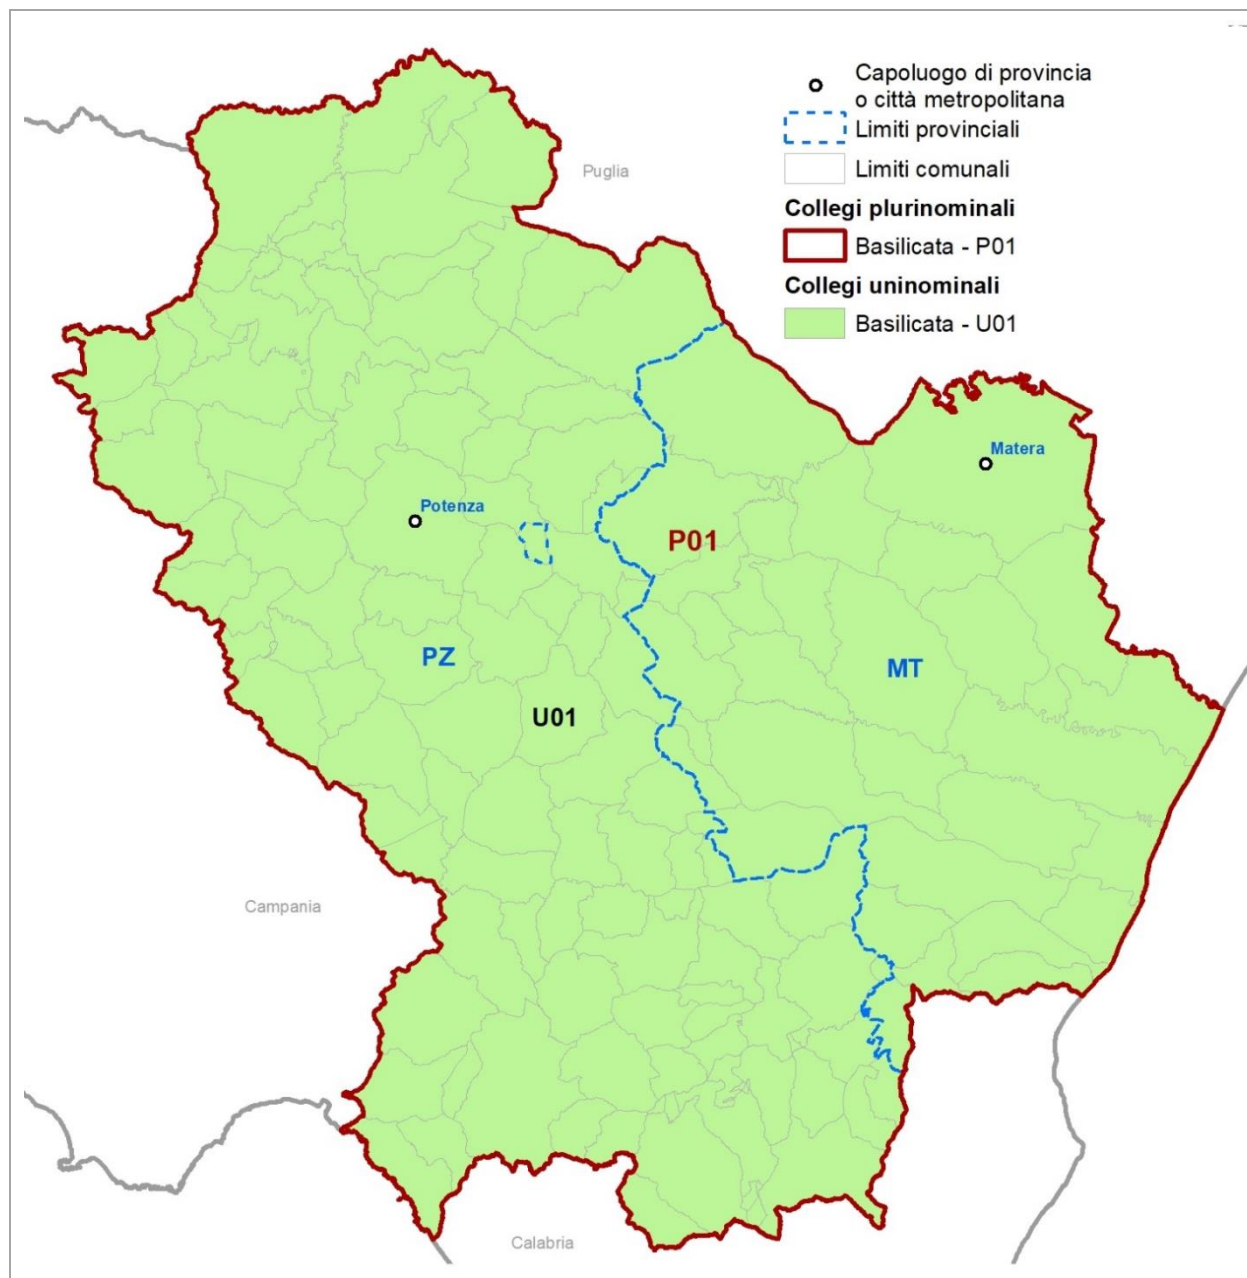 Capoluogo di provincia
o città metropolitana
Limiti provinciali
Limiti comunali
Collegi plurinominali
Basilicata - P01
Collegi uninominali
Basilicata - U01
Puglia
Matera
Potenza
P01
PZ
MT
U01
Campania
Calabria